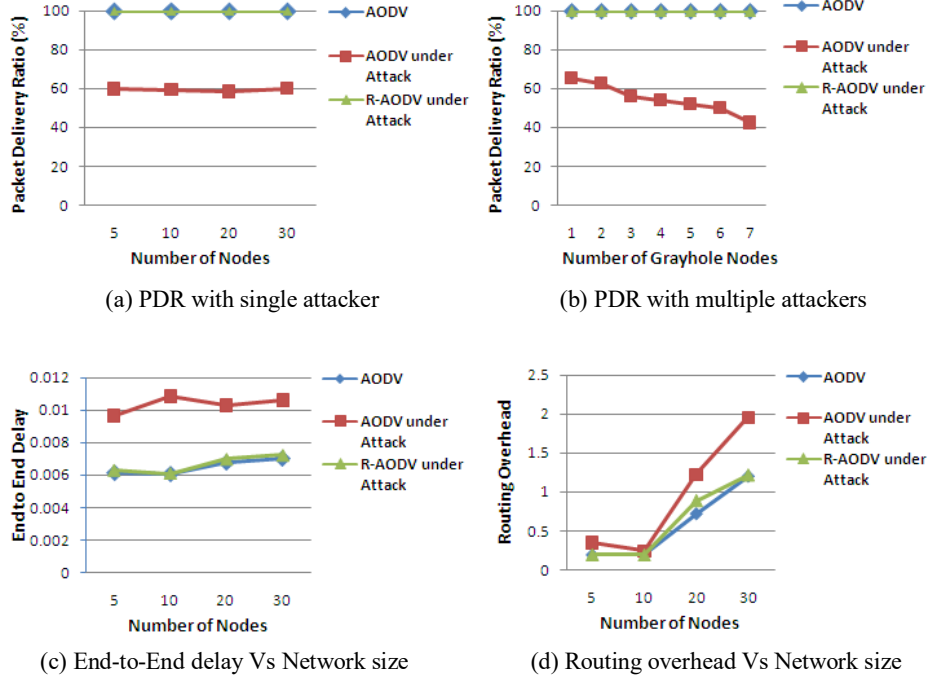 Packet Delivery Ratio (%)
100
80
60
40
20
0
5 10 20 30
Number of Nodes
AODV
AODV under
Attack
R-AODV under
Attack
(a) PDR with single attacker
Packet Delivery Ratio (%)
100
80
60
40
20
0
1 2 3 4 5 6 7
Number of Grayhole Nodes
AODV
AODV under
Attack
R-AODV under
Attack
(b) PDR with multiple attackers
Endto End Delay
0.012
0.01
0.008
0.006
0.004
0.002
0
5 10 20 30
Number of Nodes
AODV
AODV under
Attack
R-AODV under
Attack
(c) End-to-End delay Vs Network size
Routing Overhead
2.5
2
1.5
1
0.5
0
5 10 20 30
Number of Nodes
AODV
AODV under
Attack
R-AODV under
Attack
(d) Routing overhead Vs Network size